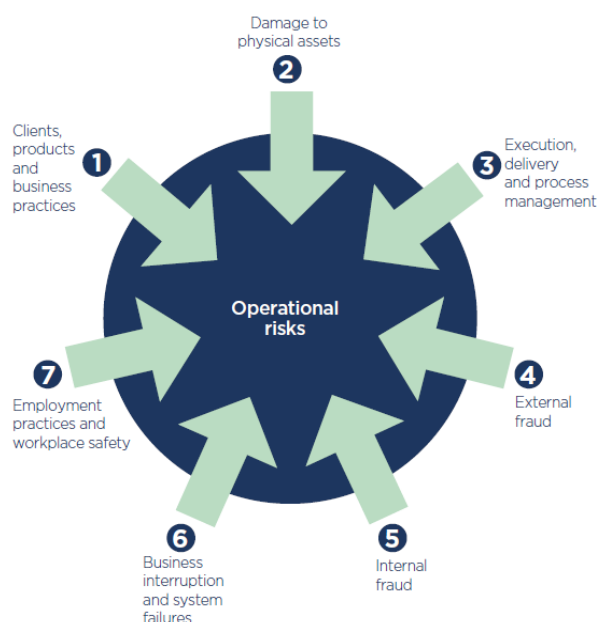 Damage to
physical assets
2
Clients,
products
and
business
practices
1
3
Execution,
delivery
and process
management
Operational
risks
7
Employment
practices and
workplace safety
4
External
fraud
6
Business
interruption
and system
failures
5
Internal
fraud